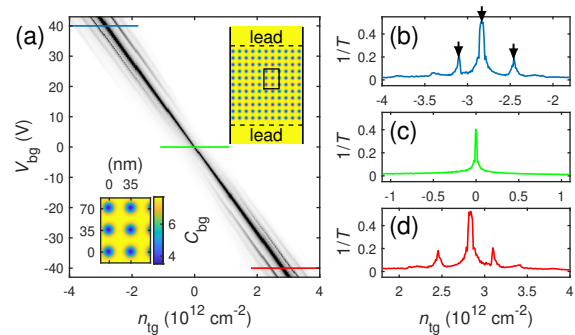 (a)
lead
lead
V_bg (V)
40
30
20
10
0
-10
-20
-30
-40
(nm)
0 35
70
35
0
8
6
4
C_bg
-4 -2 0 2 4
n_tg (10^12 cm^-2)
(b)
1/T
0.4
0.2
0
-4 -3.5 -3 -2.5 -2
(c)
1/T
0.4
0.2
0
-1 -0.5 0 0.5 1
(d)
1/T
0.4
0.2
0
2 2.5 3 3.5 4
n_tg (10^12 cm^-2)